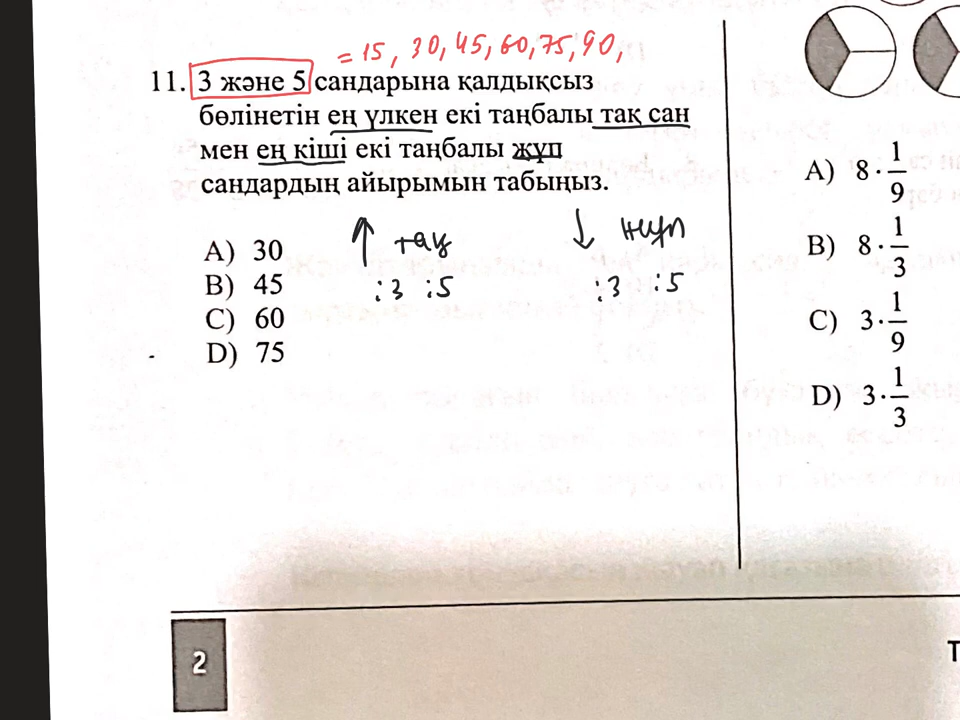 = 15, 30, 45, 60, 75, 90,
11. 3 және 5 сандарына қалдықсыз
бөлінетін ең үлкен екі таңбалы тақ сан
мен ең кіші екі таңбалы жұп
сандардың айырымын табыңыз.
A) 30
B) 45
C) 60
D) 75
↑ тақ
:3 :5
↓ жұп
:3 :5
A) 8 · 1/9
B) 8 · 1/3
C) 3 · 1/9
D) 3 · 1/3
2
T